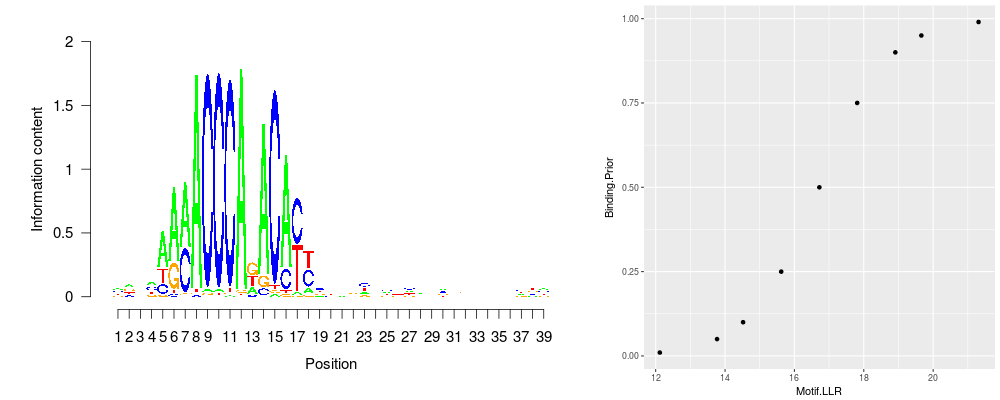 2
1.5
1
0.5
0
Information content
1 2 3 4 5 6 7 8 9 11 13 15 17 19 21 23 25 27 29 31 33 35 37 39
Position
A
T
C
A
G
A
C
A
C
C
C
A
G
T
A
G
C
A
C
C
T
T
C
1.00
0.75
0.50
0.25
0.00
Binding.Prior
12 14 16 18 20
Motif.LLR